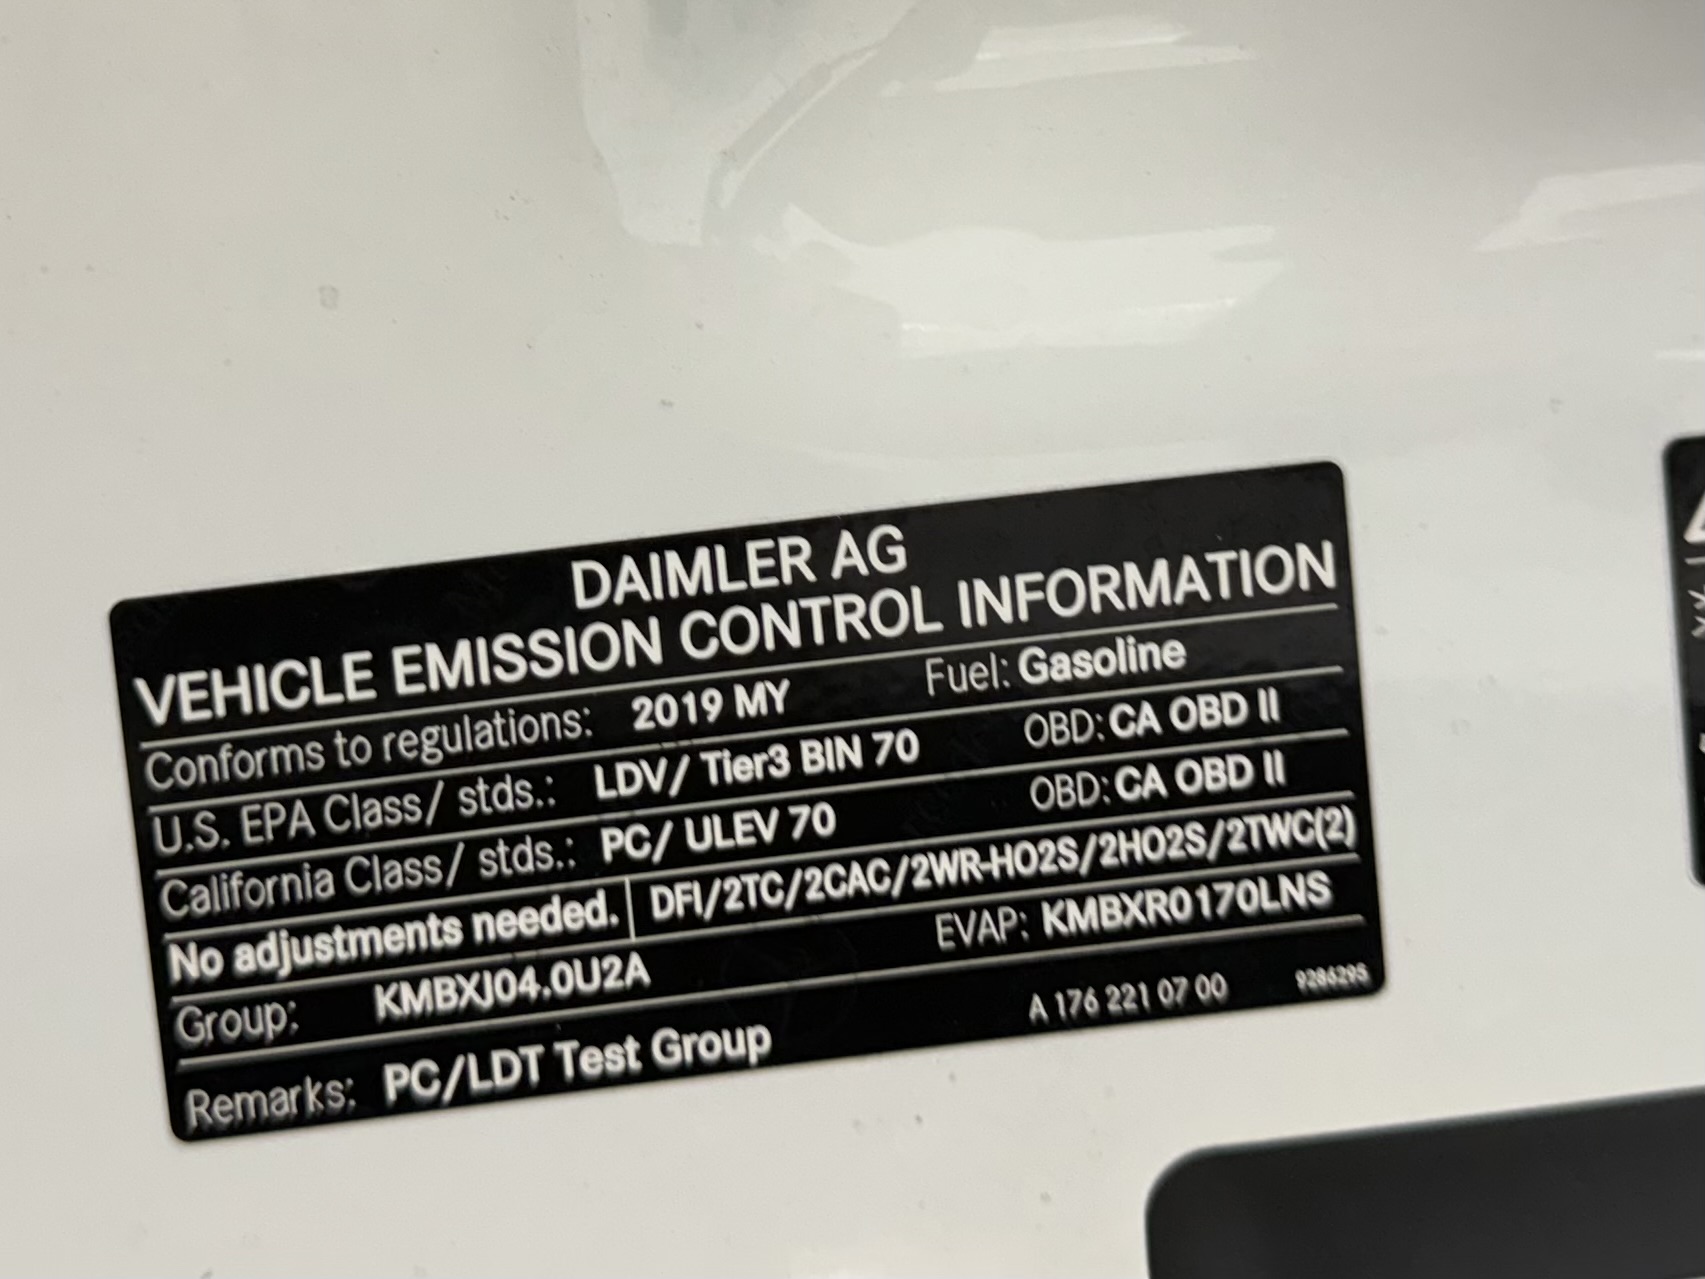 DAIMLER AG
VEHICLE EMISSION CONTROL INFORMATION
Conforms to regulations: 2019 MY Fuel: Gasoline
U.S. EPA Class/ stds.: LDV/ Tier3 BIN 70 OBD: CA OBD II
California Class/ stds.: PC/ ULEV 70 OBD: CA OBD II
No adjustments needed. DFI/2TC/2CAC/2WR-HO2S/2HO2S/2TWC(2)
Group: KMBXJ04.0U2A EVAP: KMBXR0170LNS
Remarks: PC/LDT Test Group A 176 221 07 00 9286295